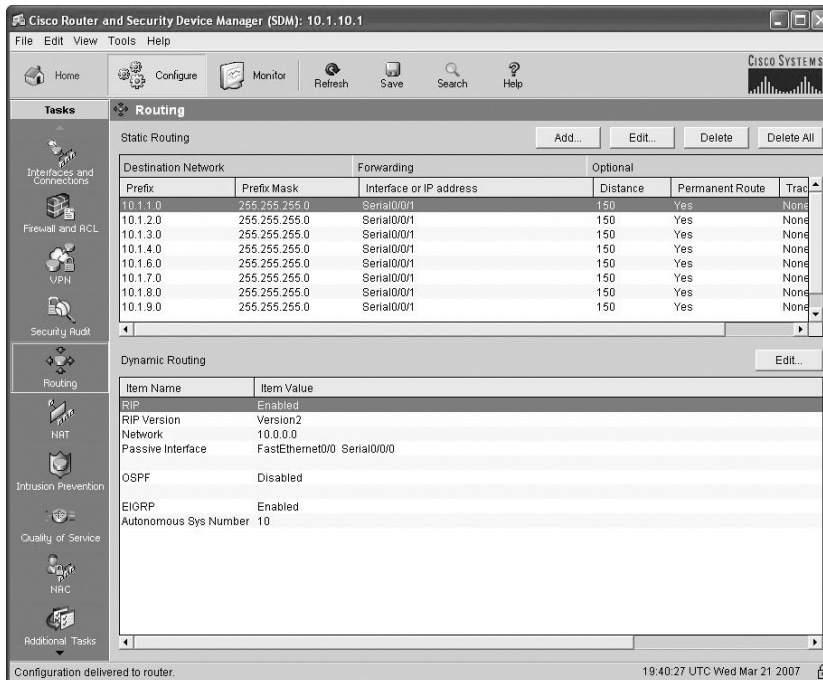 Cisco Router and Security Device Manager (SDM): 10.1.10.1
File Edit View Tools Help
Home Configure Monitor Refresh Save Search Help
CISCO SYSTEMS
Tasks
Routing
Interfaces and Connections
Firewall and ACL
VPN
Security Audit
Routing
NAT
Intrusion Prevention
Quality of Service
NAC
Additional Tasks
Static Routing Add... Edit... Delete Delete All
Destination Network Forwarding Optional
Prefix Prefix Mask Interface or IP address Distance Permanent Route Trac
10.1.1.0 255.255.255.0 Serial0/0/1 150 Yes None
10.1.2.0 255.255.255.0 Serial0/0/1 150 Yes None
10.1.3.0 255.255.255.0 Serial0/0/1 150 Yes None
10.1.4.0 255.255.255.0 Serial0/0/1 150 Yes None
10.1.6.0 255.255.255.0 Serial0/0/1 150 Yes None
10.1.7.0 255.255.255.0 Serial0/0/1 150 Yes None
10.1.8.0 255.255.255.0 Serial0/0/1 150 Yes None
10.1.9.0 255.255.255.0 Serial0/0/1 150 Yes None
Dynamic Routing Edit...
Item Name Item Value
RIP Enabled
RIP Version Version2
Network 10.0.0.0
Passive Interface FastEthernet0/0 Serial0/0/0
OSPF Disabled
EIGRP Enabled
Autonomous Sys Number 10
Configuration delivered to router. 19:40:27 UTC Wed Mar 21 2007